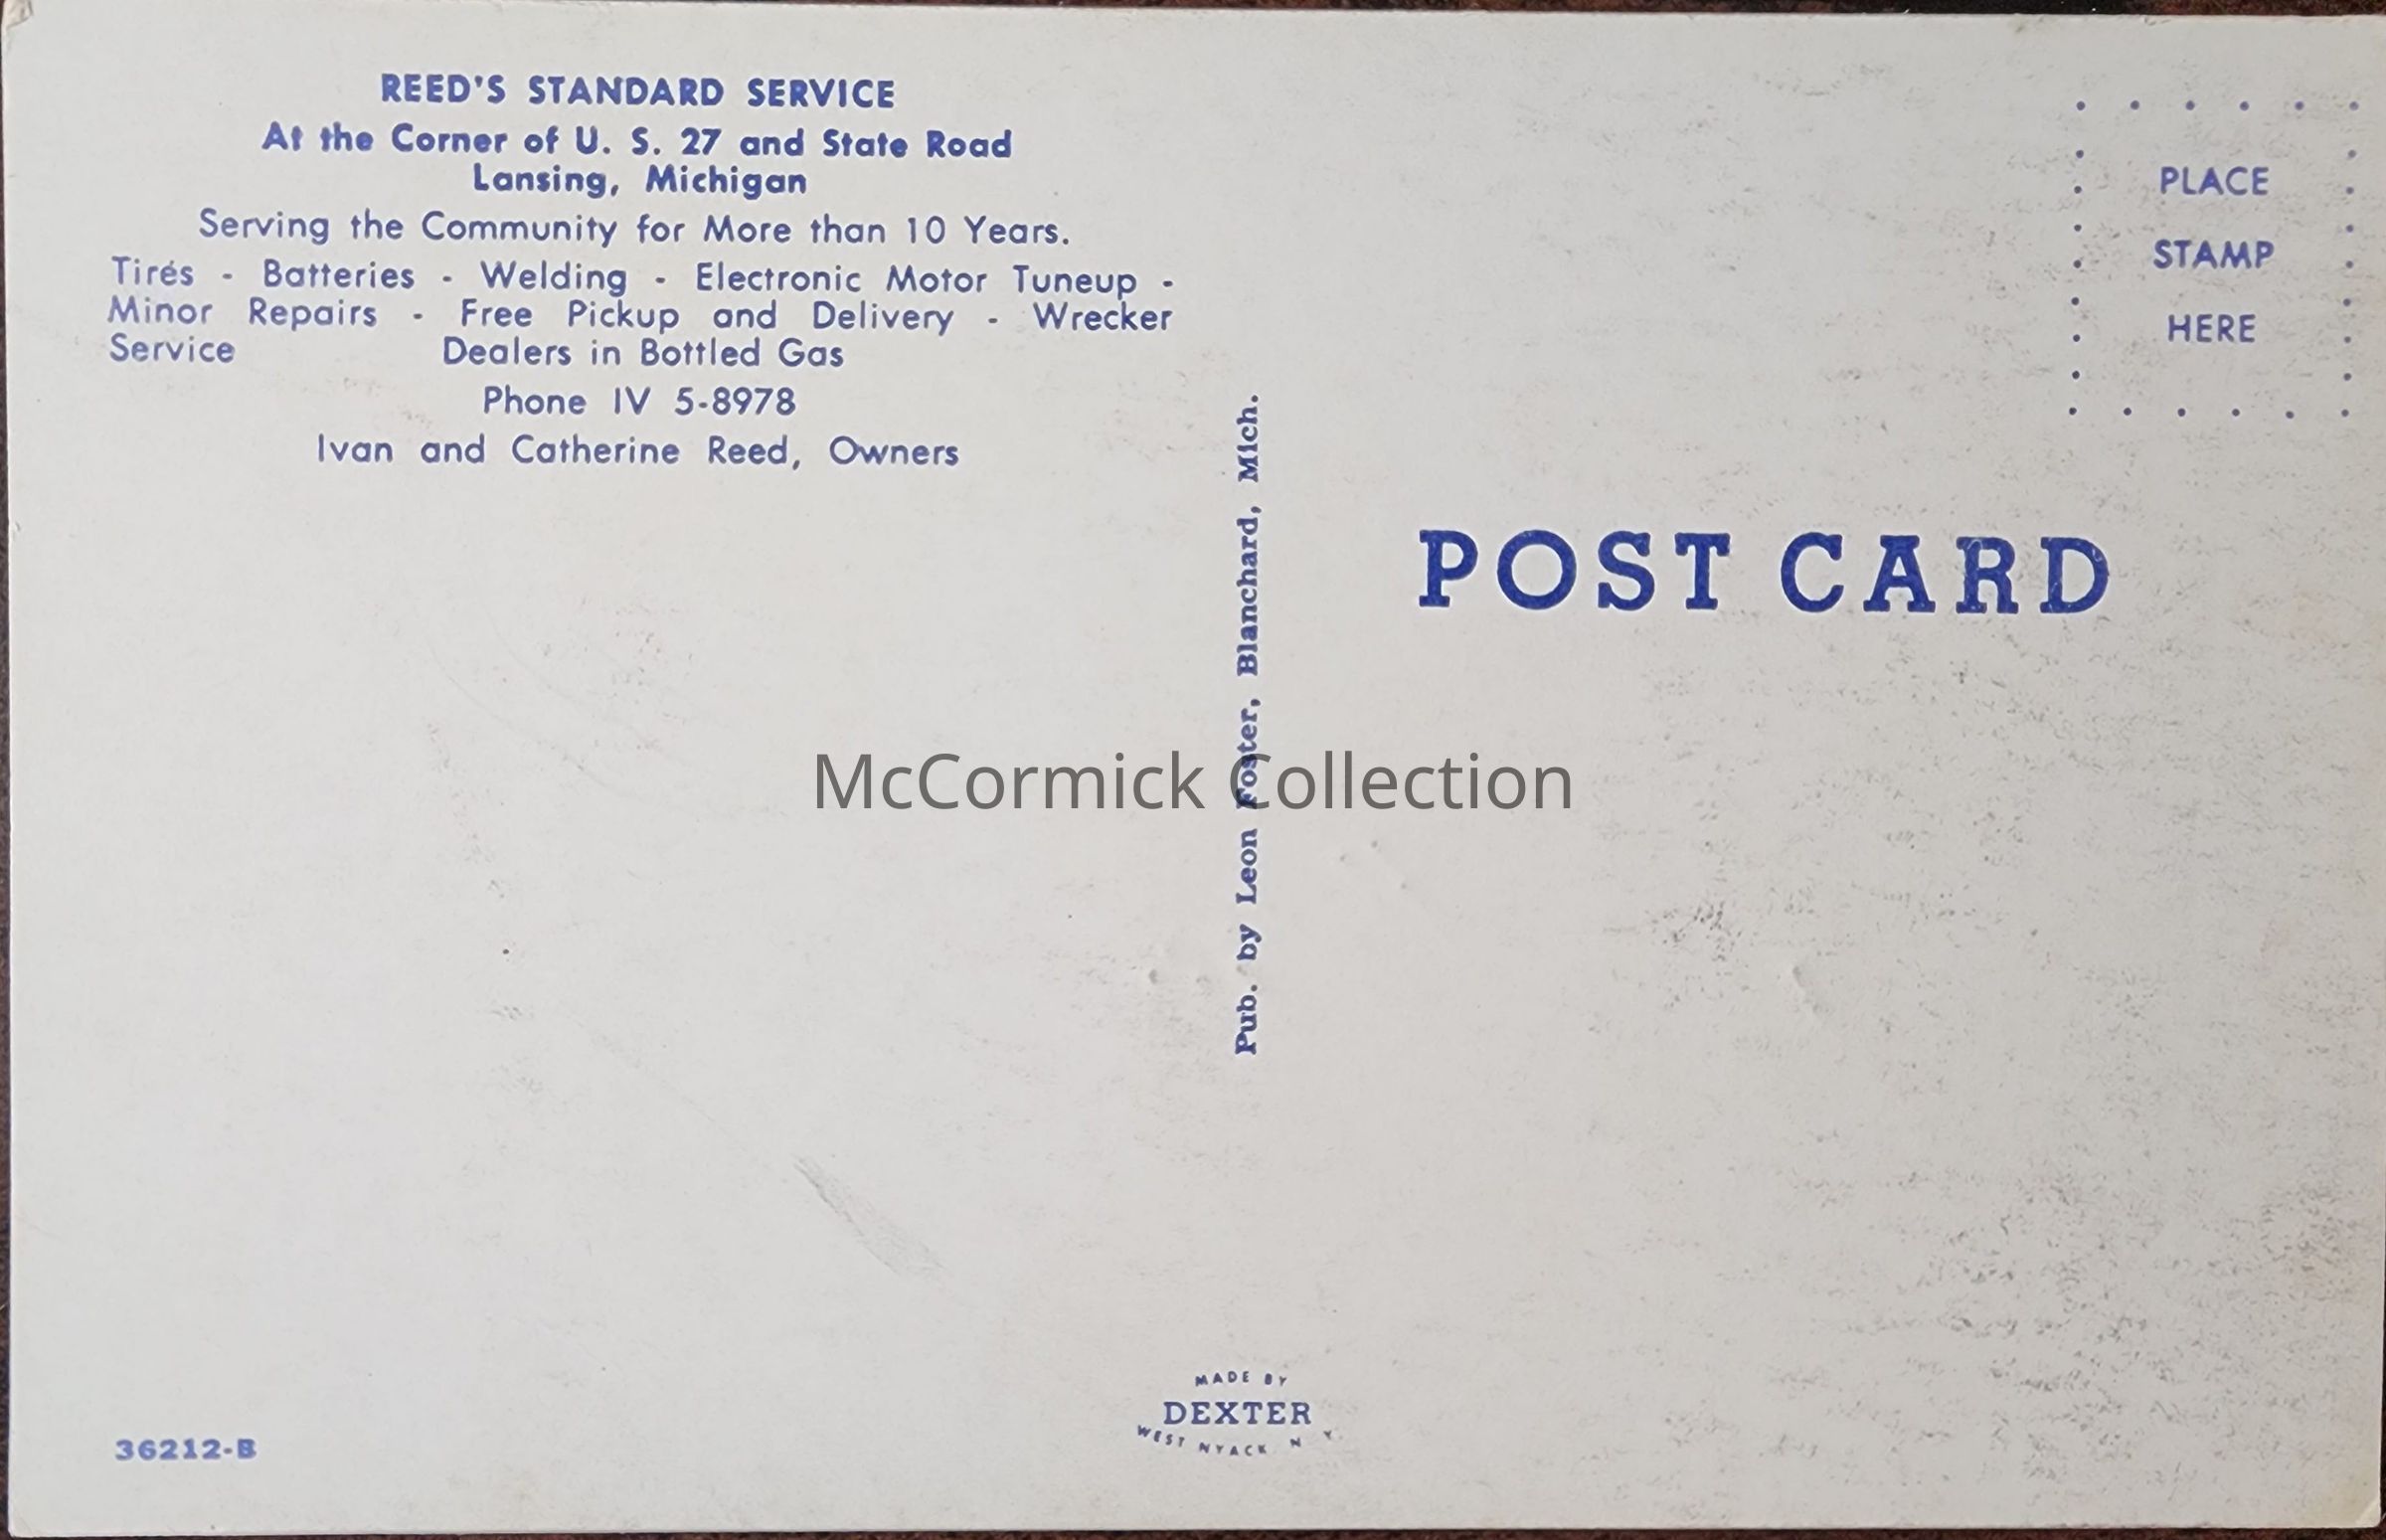 REED'S STANDARD SERVICE
At the Corner of U. S. 27 and State Road
Lansing, Michigan
Serving the Community for More than 10 Years.
Tires - Batteries - Welding - Electronic Motor Tuneup -
Minor Repairs - Free Pickup and Delivery - Wrecker
Service Dealers in Bottled Gas
Phone IV 5-8978
Ivan and Catherine Reed, Owners
PLACE
STAMP
HERE
POST CARD
Pub. by Leon Foster, Blanchard, Mich.
McCormick Collection
MADE BY
DEXTER
WEST NYACK N Y
36212-B